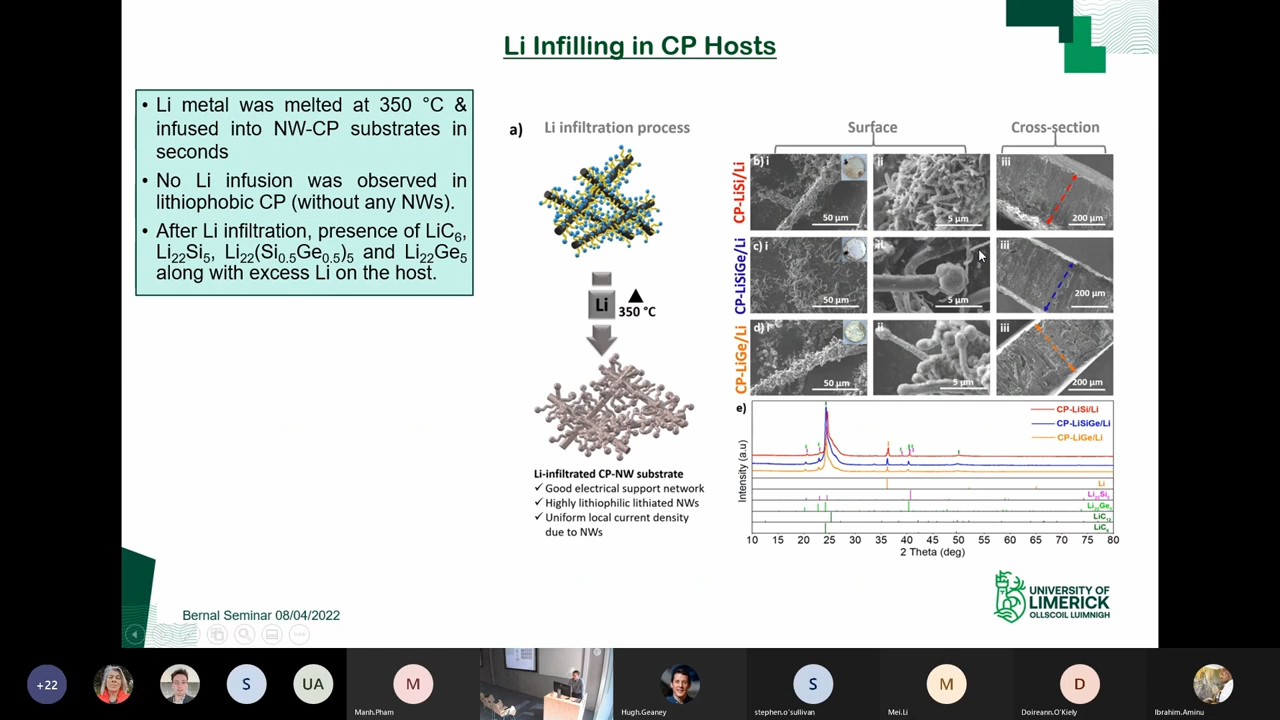 Li Infilling in CP Hosts
• Li metal was melted at 350 °C &
infused into NW-CP substrates in
seconds
• No Li infusion was observed in
lithiophobic CP (without any NWs).
• After Li infiltration, presence of LiC6,
Li22Si5, Li22(Si0.5Ge0.5)5 and Li22Ge5
along with excess Li on the host.
a) Li infiltration process
Li
350 °C
Li-infiltrated CP-NW substrate
✓ Good electrical support network
✓ Highly lithiophilic lithiated NWs
✓ Uniform local current density
due to NWs
Surface
Cross-section
CP-LiSi/Li
b) i
50 µm
ii
5 µm
iii
200 µm
CP-LiSiGe/Li
c) i
50 µm
ii
5 µm
iii
200 µm
CP-LiGe/Li
d) i
50 µm
ii
5 µm
iii
200 µm
e)
CP-LiSi/Li
CP-LiSiGe/Li
CP-LiGe/Li
Intensity (a.u)
Li
Li22Si5
Li22Ge5
LiC12
LiC6
10 15 20 25 30 35 40 45 50 55 60 65 70 75 80
2 Theta (deg)
UNIVERSITY OF
LIMERICK
OLLSCOIL LUIMNIGH
Bernal Seminar 08/04/2022
+22
S
UA
M
Manh.Pham
Hugh.Geaney
S
stephen.o'sullivan
M
Mei.Li
D
Doireann.O'Kiely
Ibrahim.Aminu